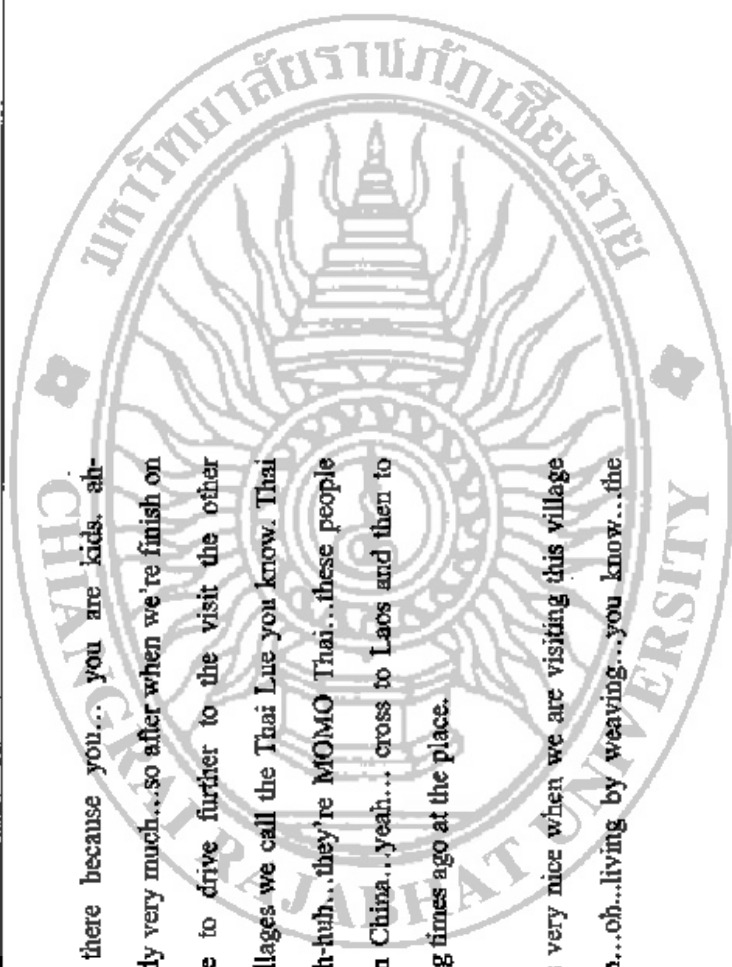 there because you... you are kids. ah-
dy very much...so after when we're finish on
e to drive further to the visit the other
llages we call the Thai Lue you know. Thai
h-huh...they're MOMO Thai...these people
n China...yeah... cross to Laos and then to
g times ago at the place.
very nice when we are visiting this village
...oh...living by weaving...you know...the
มหาวิทยาลัยราชภัฏเชียงราย
CHIANGRAI RAJABHAT UNIVERSITY